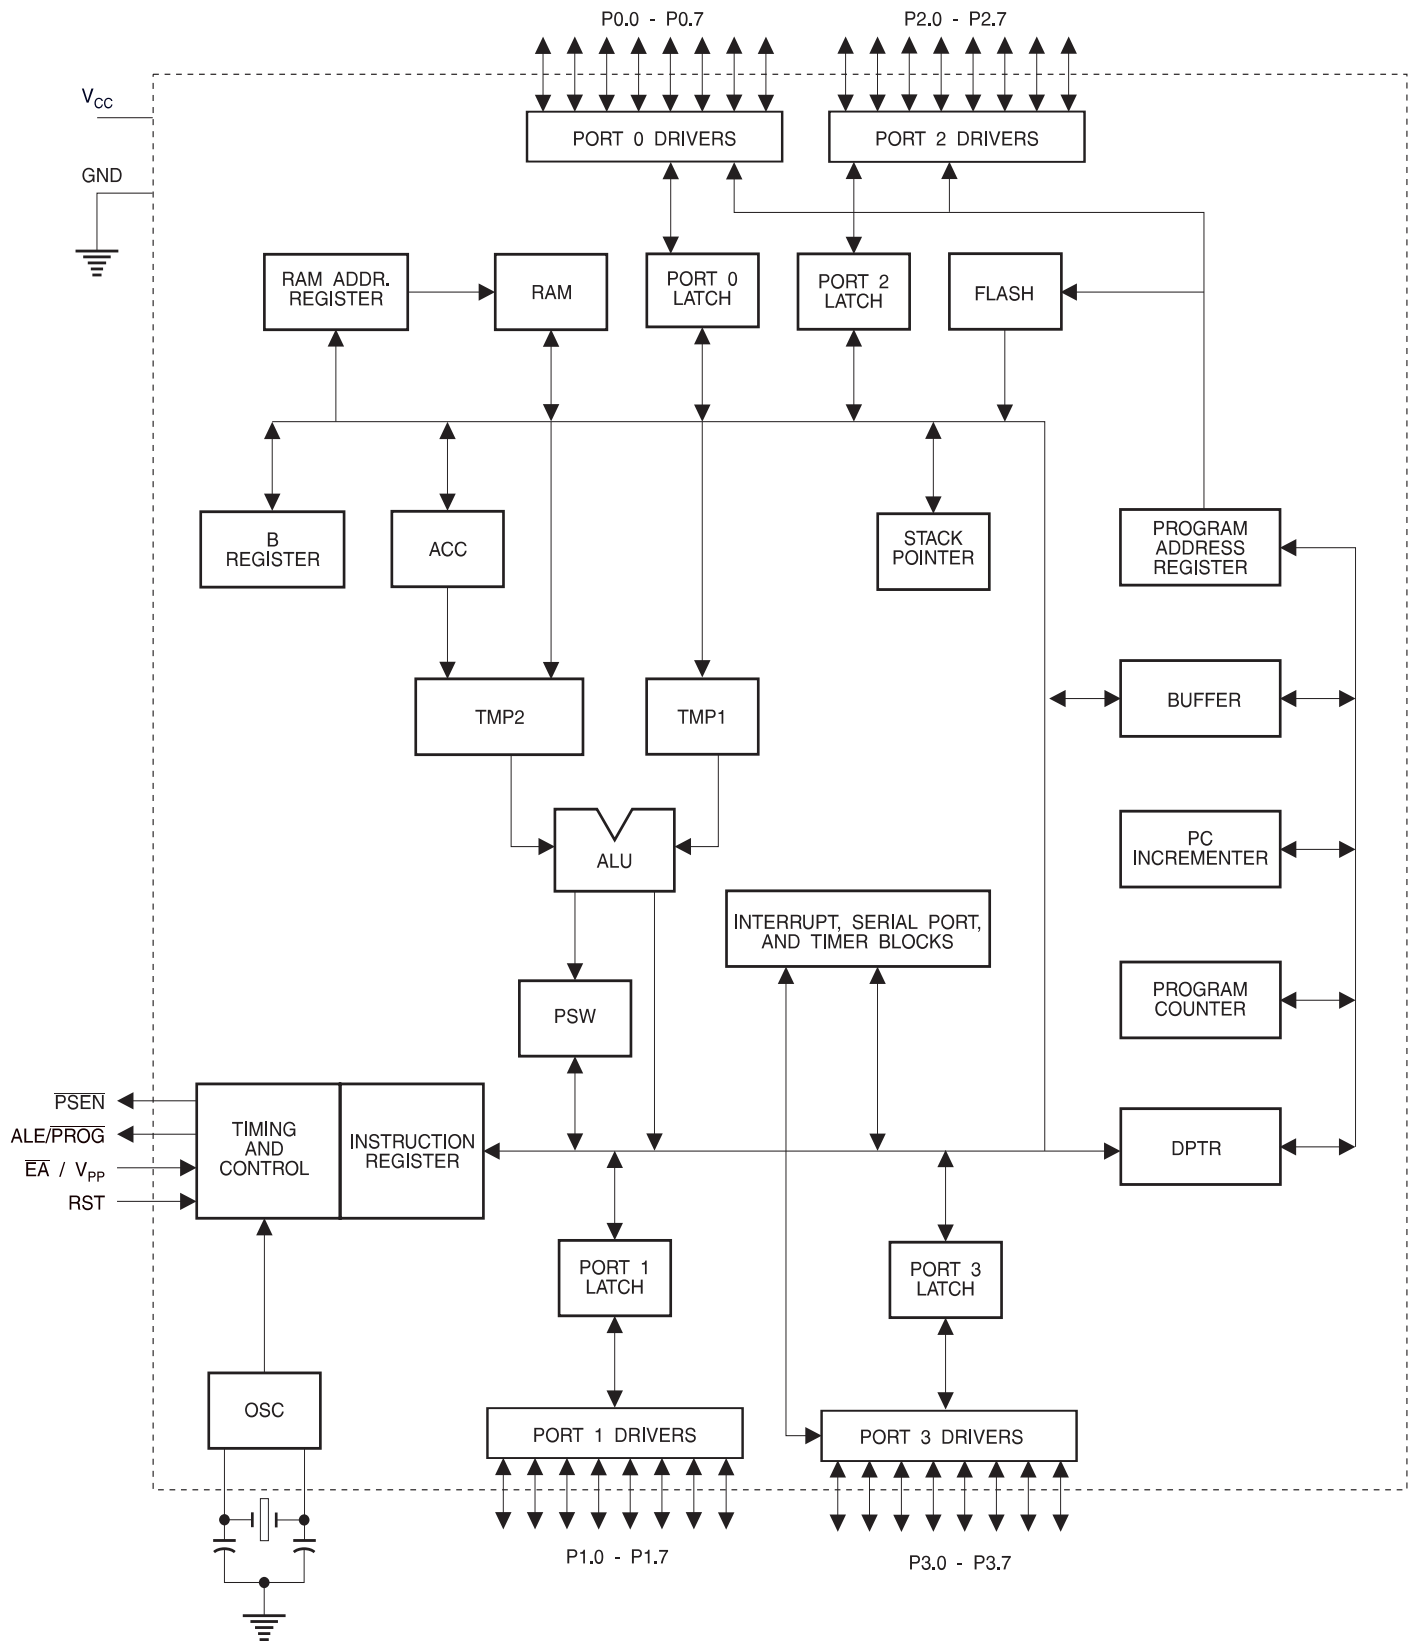 P0.0 - P0.7
P2.0 - P2.7
VCC
PORT 0 DRIVERS
PORT 2 DRIVERS
GND
RAM ADDR.
REGISTER
RAM
PORT 0
LATCH
PORT 2
LATCH
FLASH
B
REGISTER
ACC
STACK
POINTER
PROGRAM
ADDRESS
REGISTER
TMP2
TMP1
BUFFER
ALU
PC
INCREMENTER
INTERRUPT, SERIAL PORT,
AND TIMER BLOCKS
PSW
PROGRAM
COUNTER
PSEN
ALE/PROG
EA / VPP
RST
TIMING
AND
CONTROL
INSTRUCTION
REGISTER
DPTR
PORT 1
LATCH
PORT 3
LATCH
OSC
PORT 1 DRIVERS
PORT 3 DRIVERS
P1.0 - P1.7
P3.0 - P3.7